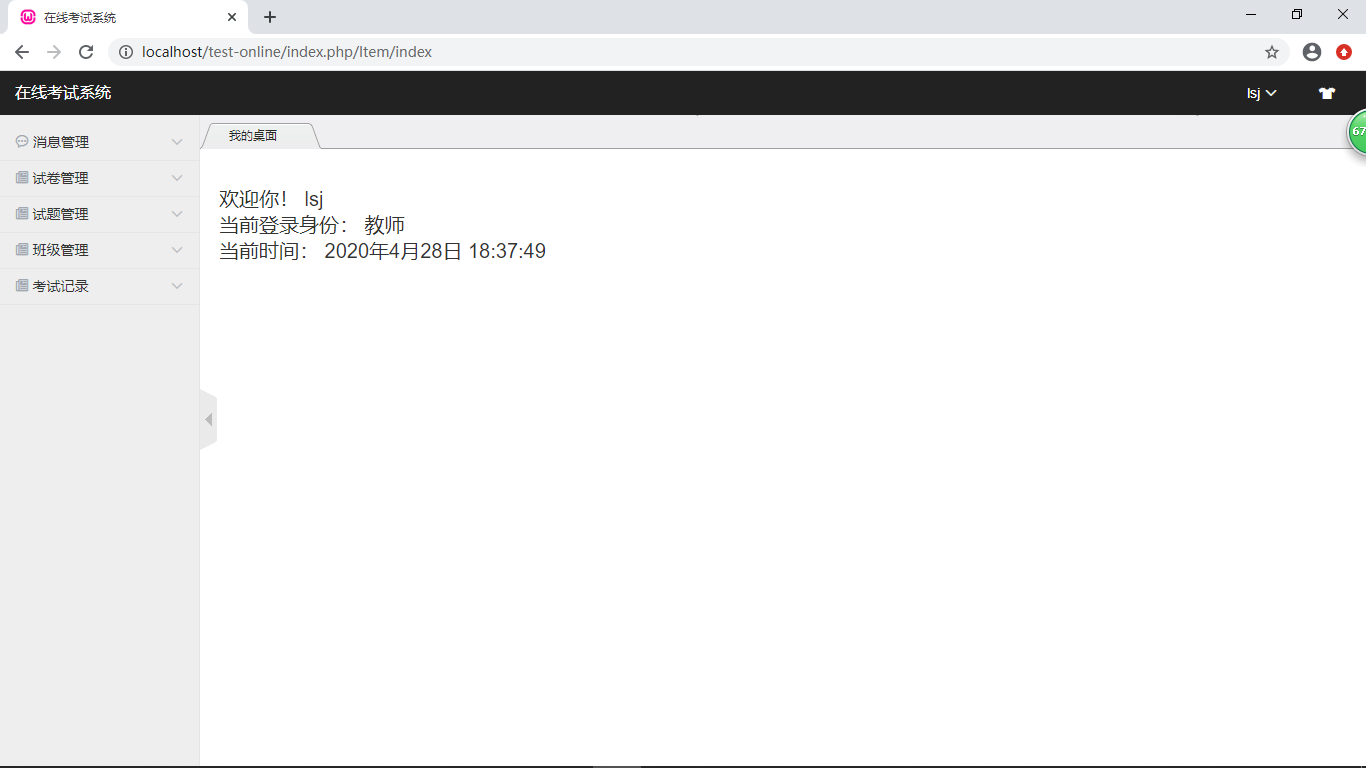 在线考试系统
localhost/test-online/index.php/Item/index
在线考试系统
lsj
消息管理
试卷管理
试题管理
班级管理
考试记录
我的桌面
67
欢迎你! lsj
当前登录身份: 教师
当前时间: 2020年4月28日 18:37:49